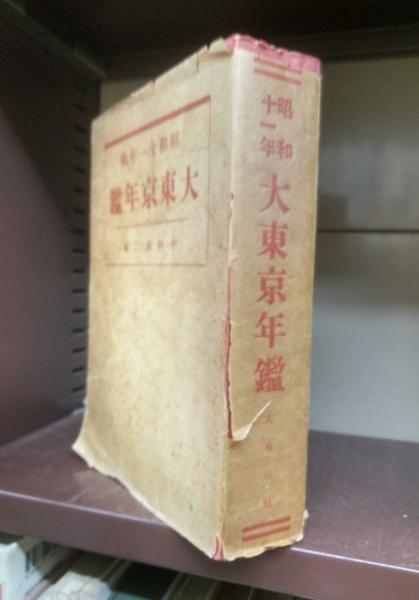 昭和十一年版
大東京年鑑
昭和
十一年
大東京年鑑